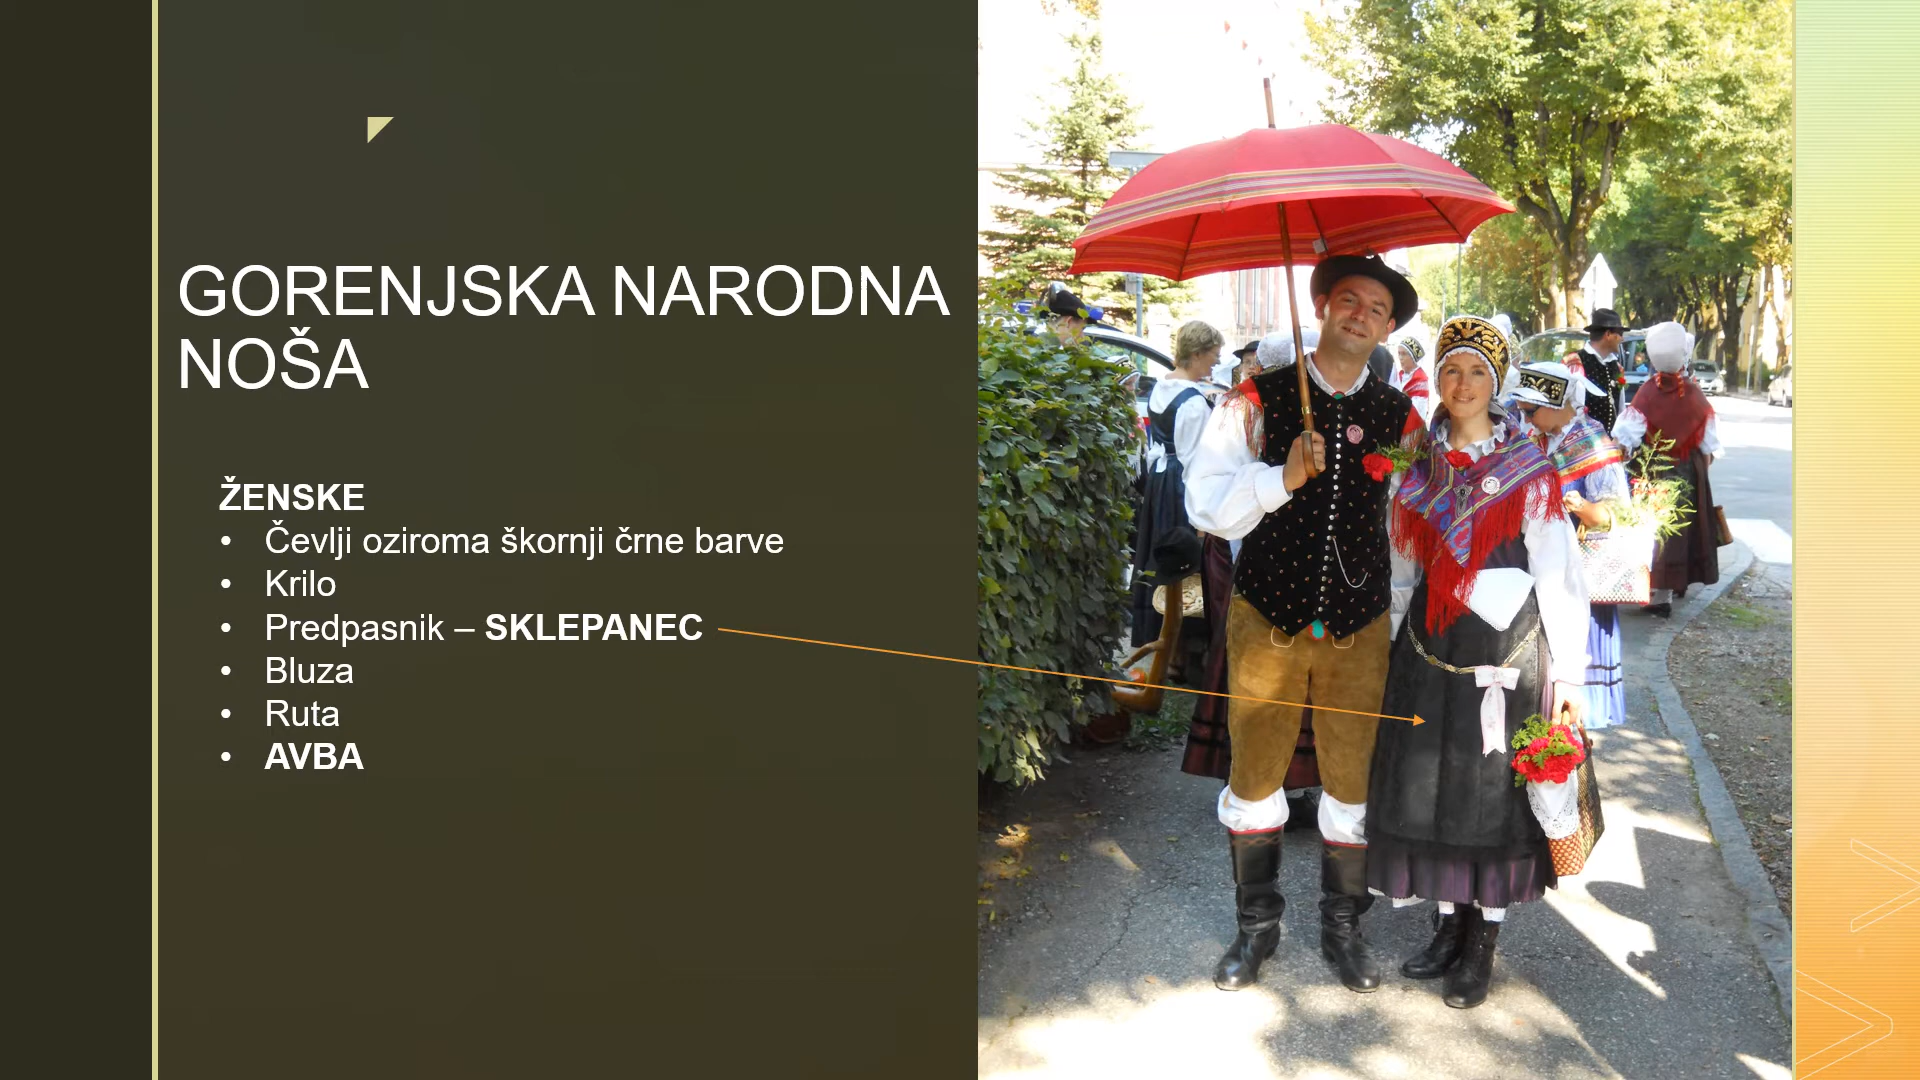 GORENJSKA NARODNA
NOŠA
ŽENSKE
• Čevlji oziroma škornji črne barve
• Krilo
• Predpasnik – SKLEPANEC
• Bluza
• Ruta
• AVBA